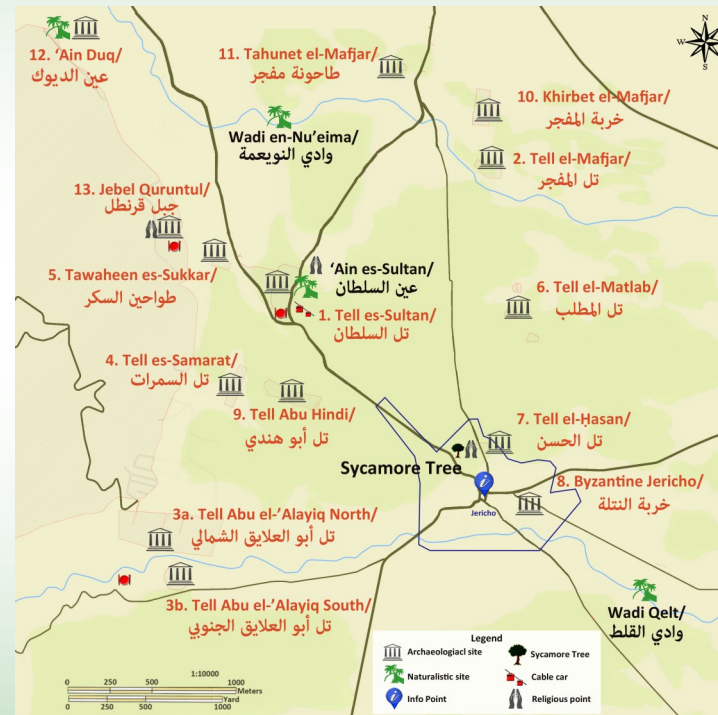 12. ‘Ain Duq/
عين الديوك
11. Tahunet el-Mafjar/
طاحونة مفجر
N
W
E
S
10. Khirbet el-Mafjar/
خربة المفجر
Wadi en-Nu’eima/
وادي النويعمة
2. Tell el-Mafjar/
تل المفجر
13. Jebel Quruntul/
جبل قرنطل
5. Tawaheen es-Sukkar/
طواحين السكر
‘Ain es-Sultan/
عين السلطان
1. Tell es-Sultan/
تل السلطان
6. Tell el-Matlab/
تل المطلب
4. Tell es-Samarat/
تل السمرات
9. Tell Abu Hindi/
تل أبو هندي
7. Tell el-Ḥasan/
تل الحسن
Sycamore Tree
i
8. Byzantine Jericho/
خربة النتلة
Jericho
3a. Tell Abu el-’Alayiq North/
تل أبو العلايق الشمالي
3b. Tell Abu el-’Alayiq South/
تل أبو العلايق الجنوبي
Wadi Qelt/
وادي القلط
Legend
Archaeologiacl site
Sycamore Tree
Naturalistic site
Cable car
i Info Point
Religious point
1:10000
1000 500 0 500 1000
Meters
Yard
1000 500 0 500 1000